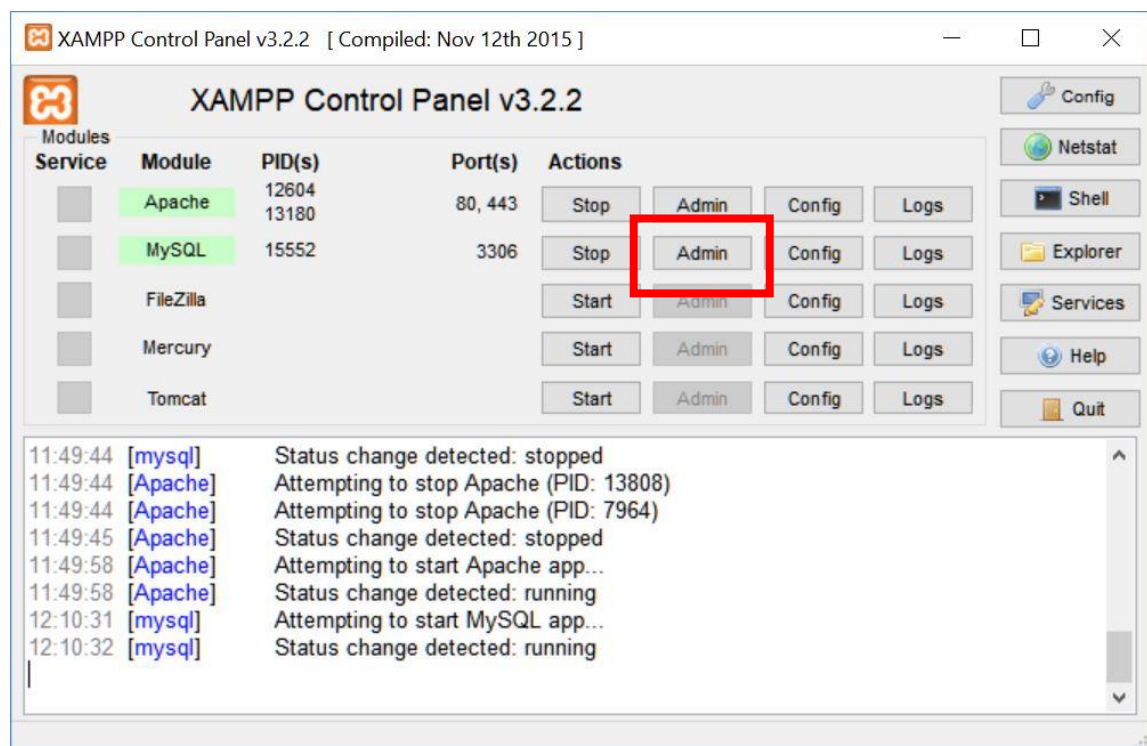 XAMPP Control Panel v3.2.2 [ Compiled: Nov 12th 2015 ]
XAMPP Control Panel v3.2.2
Config
Modules
Netstat
Service Module PID(s) Port(s) Actions
Apache 12604 13180 80, 443 Stop Admin Config Logs
Shell
MySQL 15552 3306 Stop Admin Config Logs
Explorer
FileZilla Start Admin Config Logs
Services
Mercury Start Admin Config Logs
Help
Tomcat Start Admin Config Logs
Quit
11:49:44 [mysql] Status change detected: stopped
11:49:44 [Apache] Attempting to stop Apache (PID: 13808)
11:49:44 [Apache] Attempting to stop Apache (PID: 7964)
11:49:45 [Apache] Status change detected: stopped
11:49:58 [Apache] Attempting to start Apache app...
11:49:58 [Apache] Status change detected: running
12:10:31 [mysql] Attempting to start MySQL app...
12:10:32 [mysql] Status change detected: running